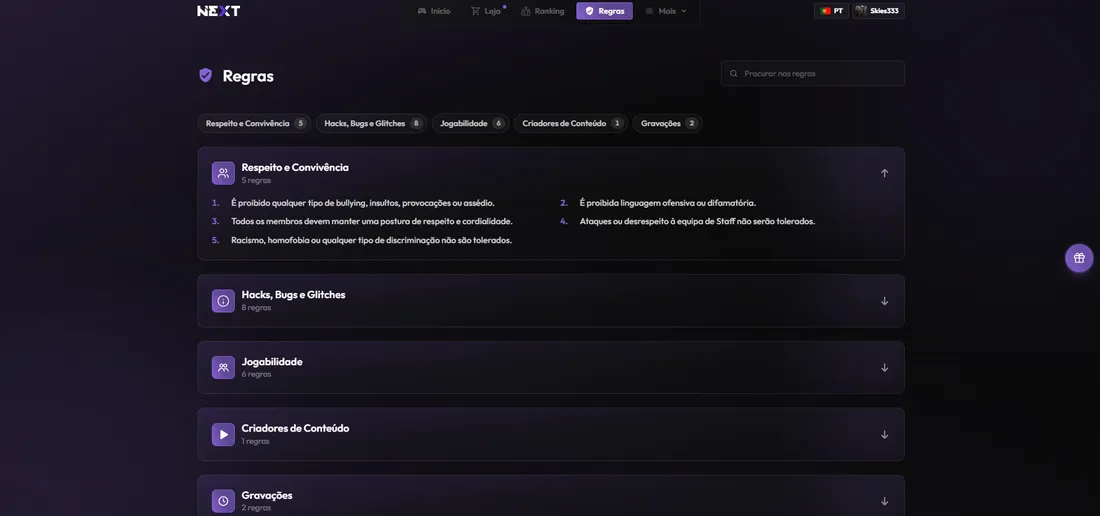 NEXT
Início
Loja
Ranking
Regras
Mais
PT
Skies333
Regras
Procurar nas regras
Respeito e Convivência 5
Hacks, Bugs e Glitches 8
Jogabilidade 6
Criadores de Conteúdo 1
Gravações 2
Respeito e Convivência
5 regras
1. É proibido qualquer tipo de bullying, insultos, provocações ou assédio.
2. É proibida linguagem ofensiva ou difamatória.
3. Todos os membros devem manter uma postura de respeito e cordialidade.
4. Ataques ou desrespeito à equipa de Staff não serão tolerados.
5. Racismo, homofobia ou qualquer tipo de discriminação não são tolerados.
Hacks, Bugs e Glitches
8 regras
Jogabilidade
6 regras
Criadores de Conteúdo
1 regras
Gravações
2 regras